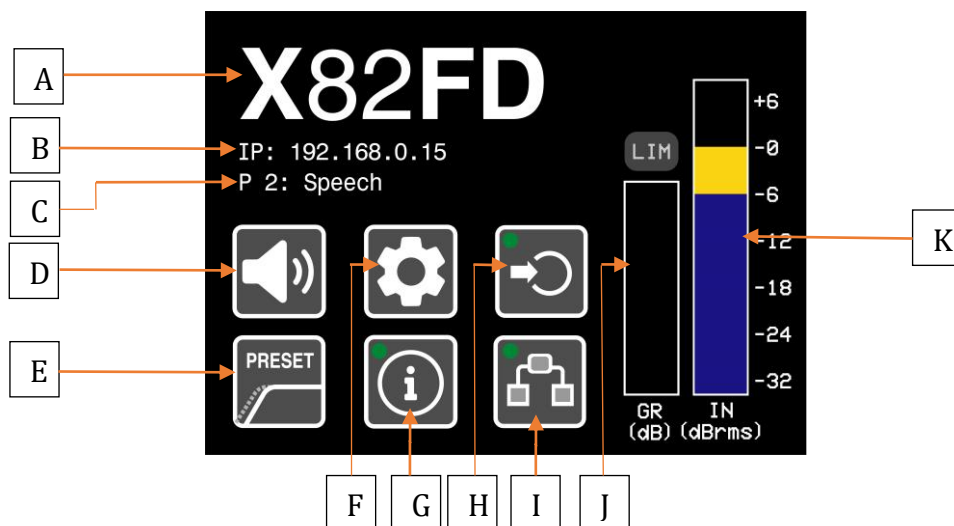 A
X82FD
+6
B
IP: 192.168.0.15
LIM
-0
C
P 2: Speech
-6
D
-12
K
-18
E
PRESET
i
-24
-32
GR
(dB)
IN
(dBrms)
F
G
H
I
J